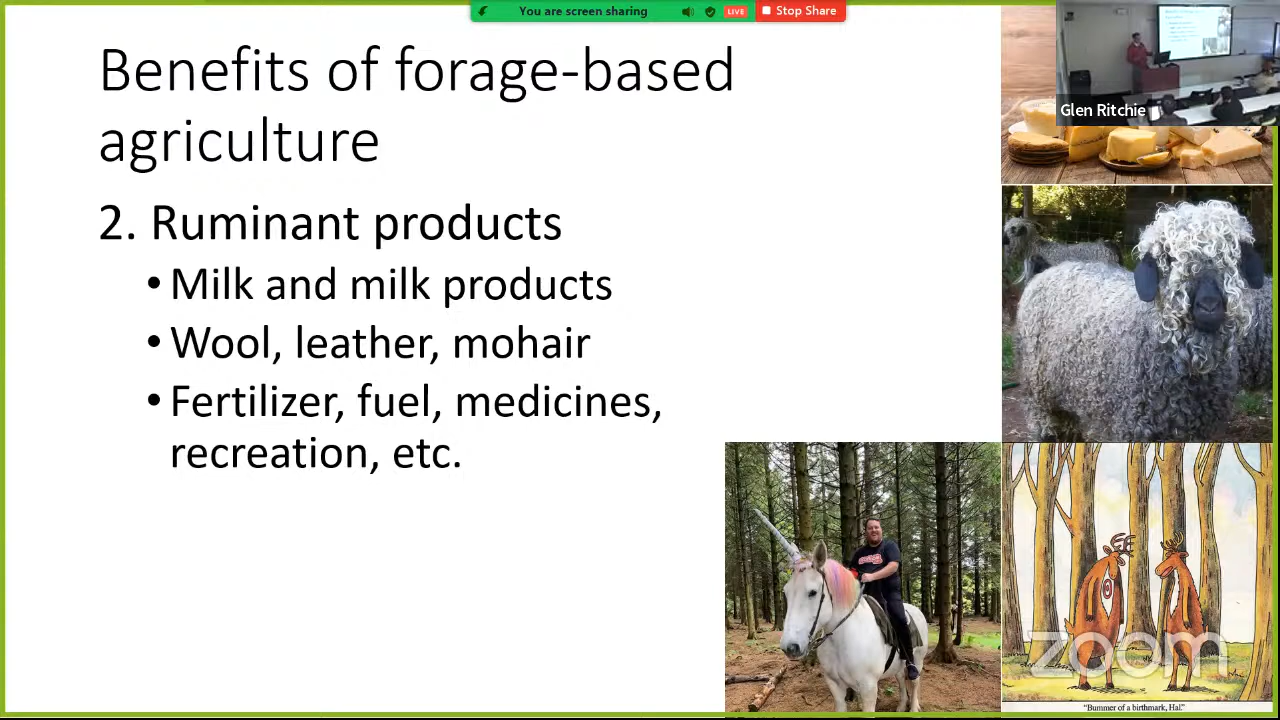 You are screen sharing
LIVE
Stop Share
Benefits of forage-based
agriculture
2. Ruminant products
• Milk and milk products
• Wool, leather, mohair
• Fertilizer, fuel, medicines,
recreation, etc.
Glen Ritchie
zoom
"Bummer of a birthmark, Hal."